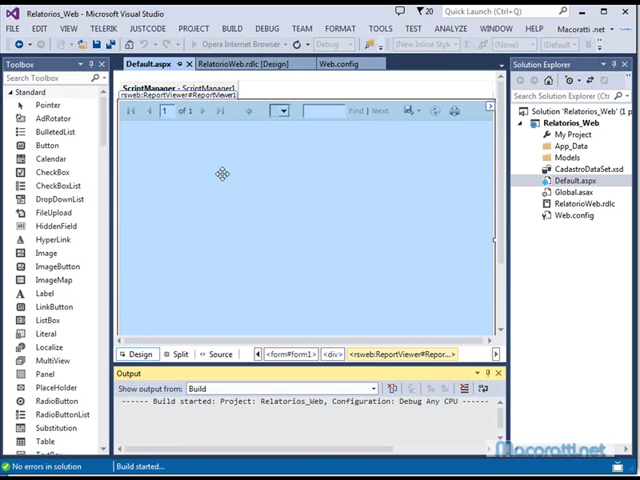 Relatorios_Web - Microsoft Visual Studio
20
Quick Launch (Ctrl+Q)
FILE EDIT VIEW TELERIK PROJECT BUILD DEBUG TEAM TOOLS TEST ANALYZE WINDOW Macoratti .net
Open Internet Browser
Debug
(New Inline Style
(None)
Toolbox
Search Toolbox
Standard
Pointer
AdRotator
BulletedList
Button
Calendar
CheckBox
CheckBoxList
DropDownList
FileUpload
HiddenField
HyperLink
Image
ImageButton
ImageMap
Label
LinkButton
ListBox
Literal
Localize
MultiView
Panel
PlaceHolder
RadioButton
RadioButtonList
Substitution
Table
Default.aspx
RelatorioWeb.rdlc [Design]
Web.config
ScriptManager - ScriptManager1
rsweb:ReportViewer#ReportViewer1
1 of 1
Find | Next
Design
Split
Source
<form#form1>
<div>
<rsweb:ReportViewer#Repor...>
Output
Show output from: Build
------ Build started: Project: Relatorios_Web, Configuration: Debug Any CPU ------
Solution Explorer
Search Solution Explorer (Ctrl+ç)
Solution 'Relatorios_Web' (1 p
Relatorios_Web
My Project
App_Data
Models
CadastroDataSet.xsd
Default.aspx
Global.asax
RelatorioWeb.rdlc
Web.config
Macoratti.net
No errors in solution
Build started...